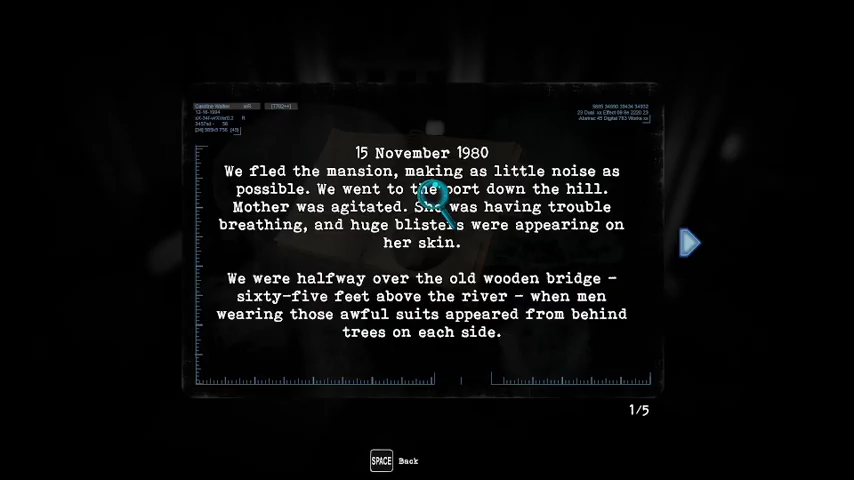 Caroline Walker
15 November 1980
We fled the mansion, making as little noise as
possible. We went to the port down the hill.
Mother was agitated. She was having trouble
breathing, and huge blisters were appearing on
her skin.
We were halfway over the old wooden bridge –
sixty-five feet above the river – when men
wearing those awful suits appeared from behind
trees on each side.
1/5
SPACE Back